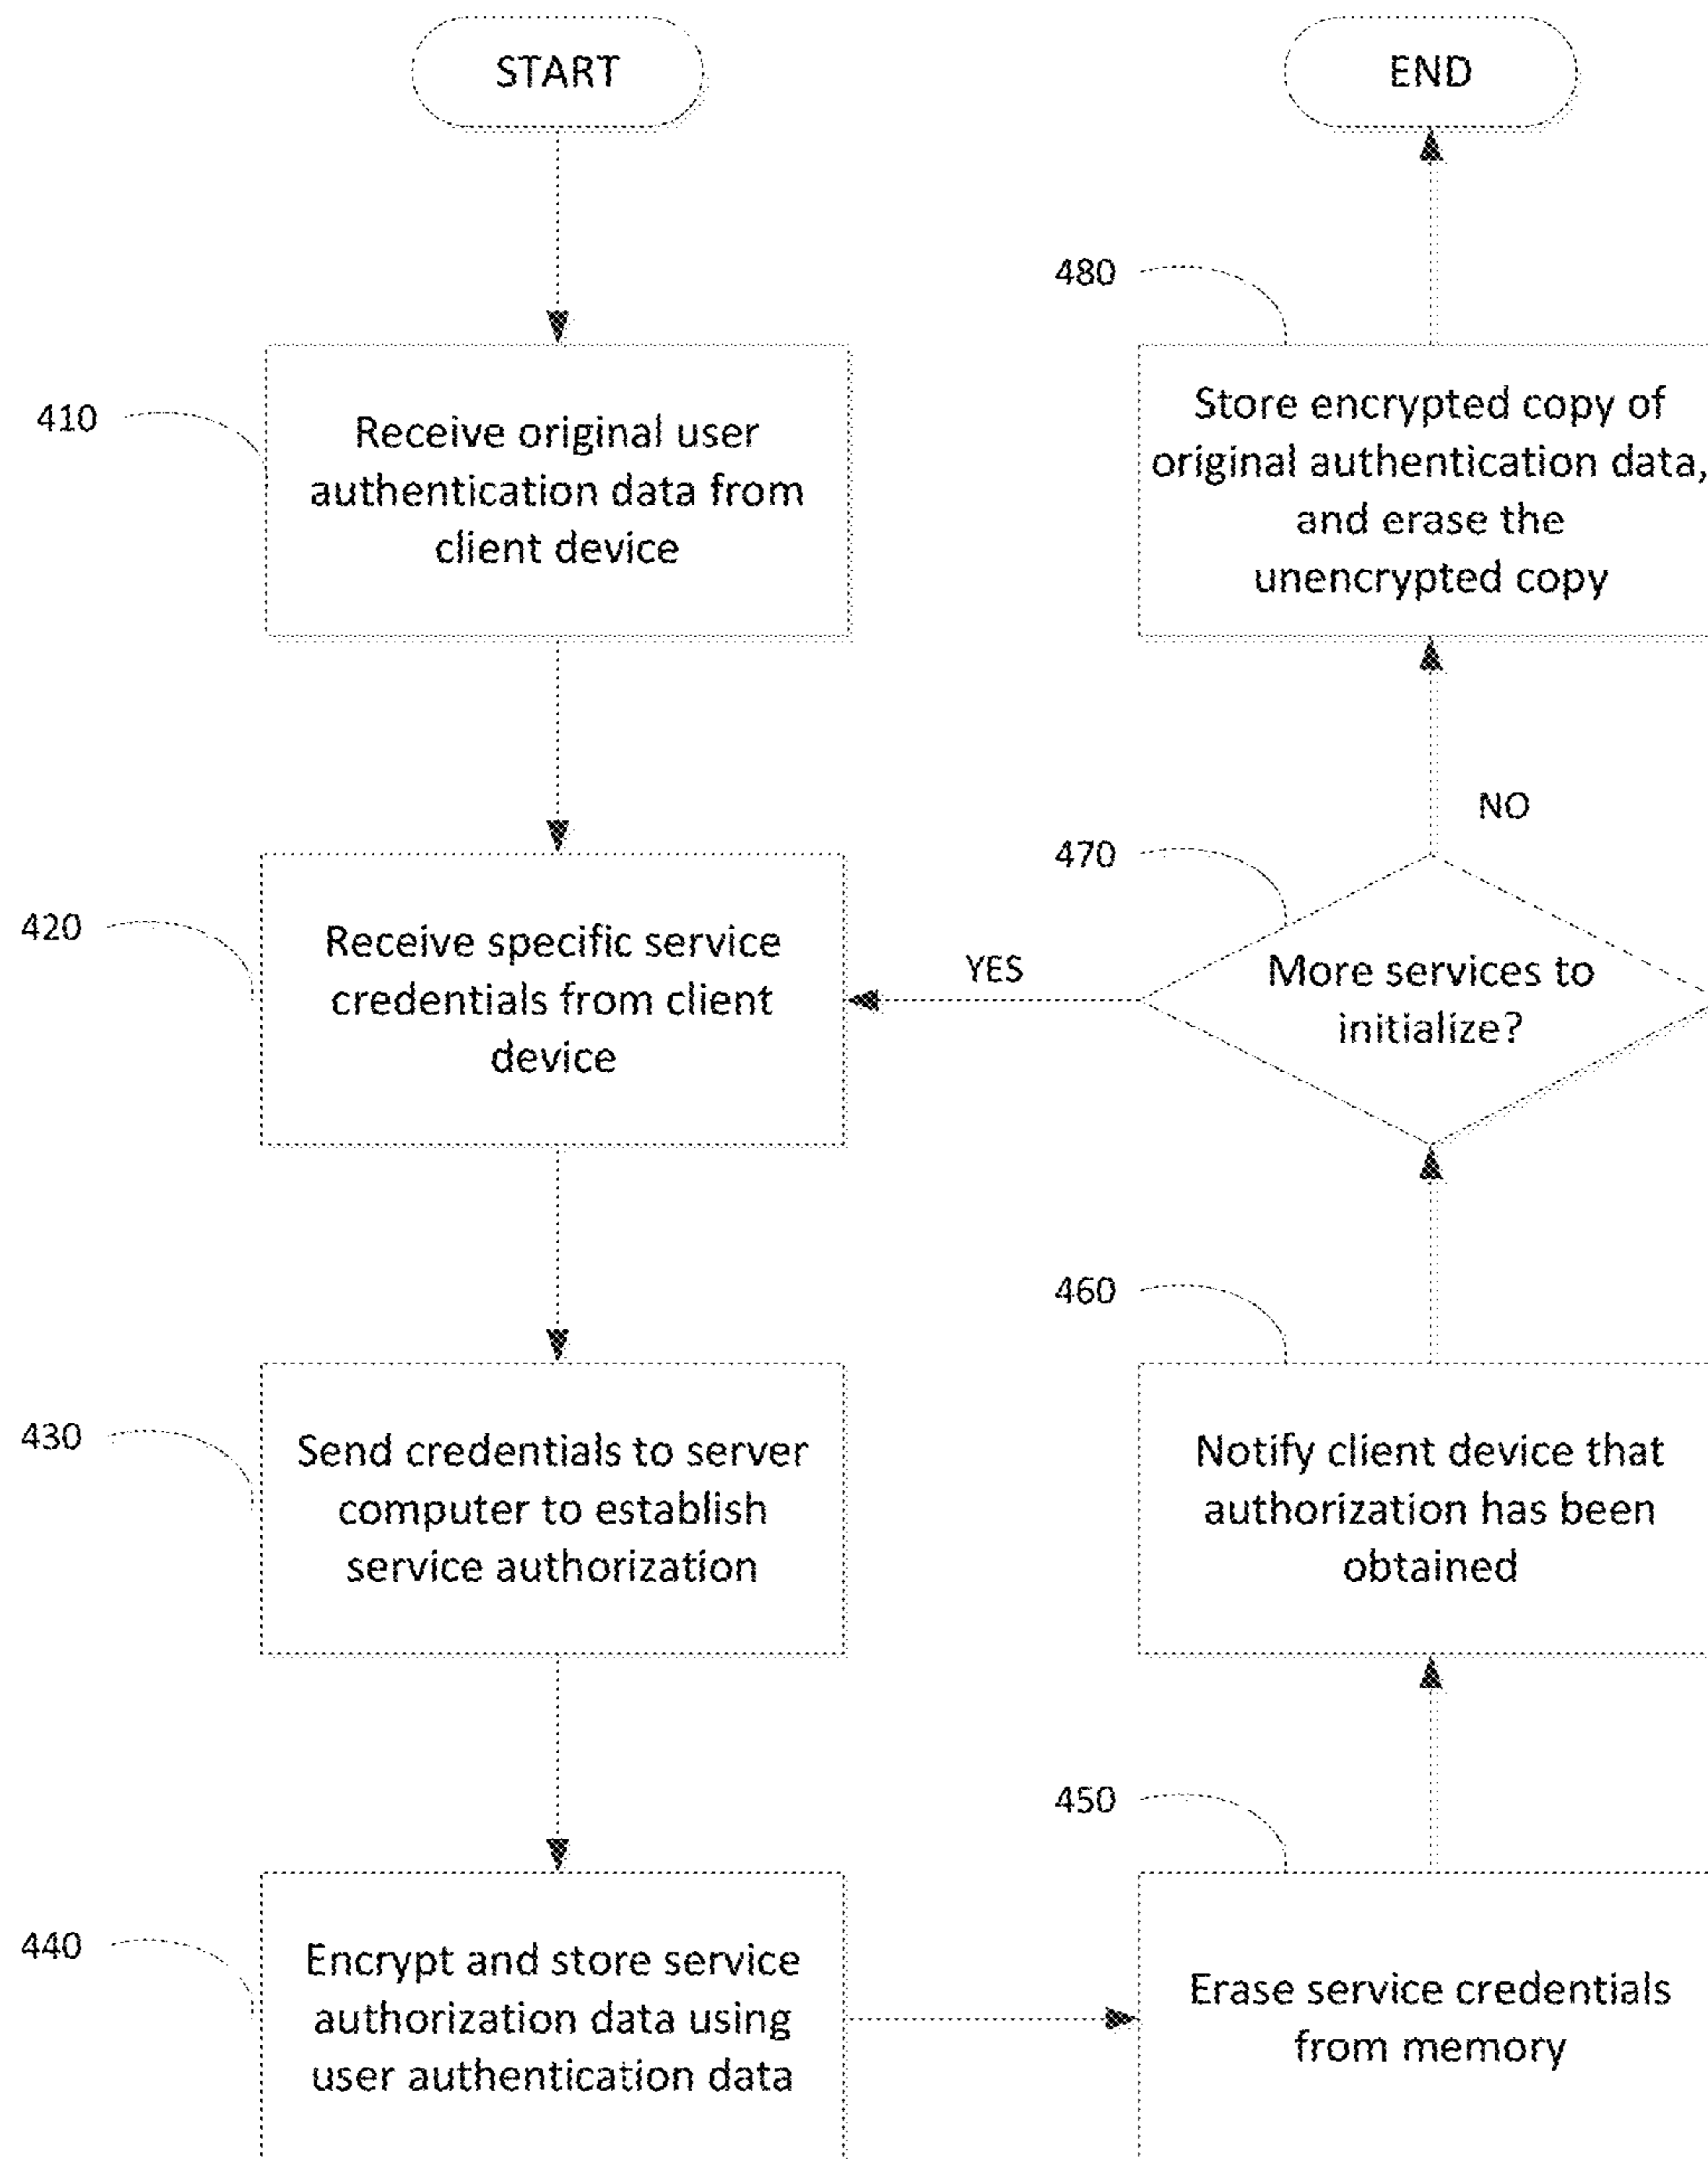 START
410
Receive original user
authentication data from
client device
420
Receive specific service
credentials from client
device
430
Send credentials to server
computer to establish
service authorization
440
Encrypt and store service
authorization data using
user authentication data
450
Erase service credentials
from memory
460
Notify client device that
authorization has been
obtained
470
More services to
initialize?
YES
NO
480
Store encrypted copy of
original authentication data,
and erase the
unencrypted copy
END